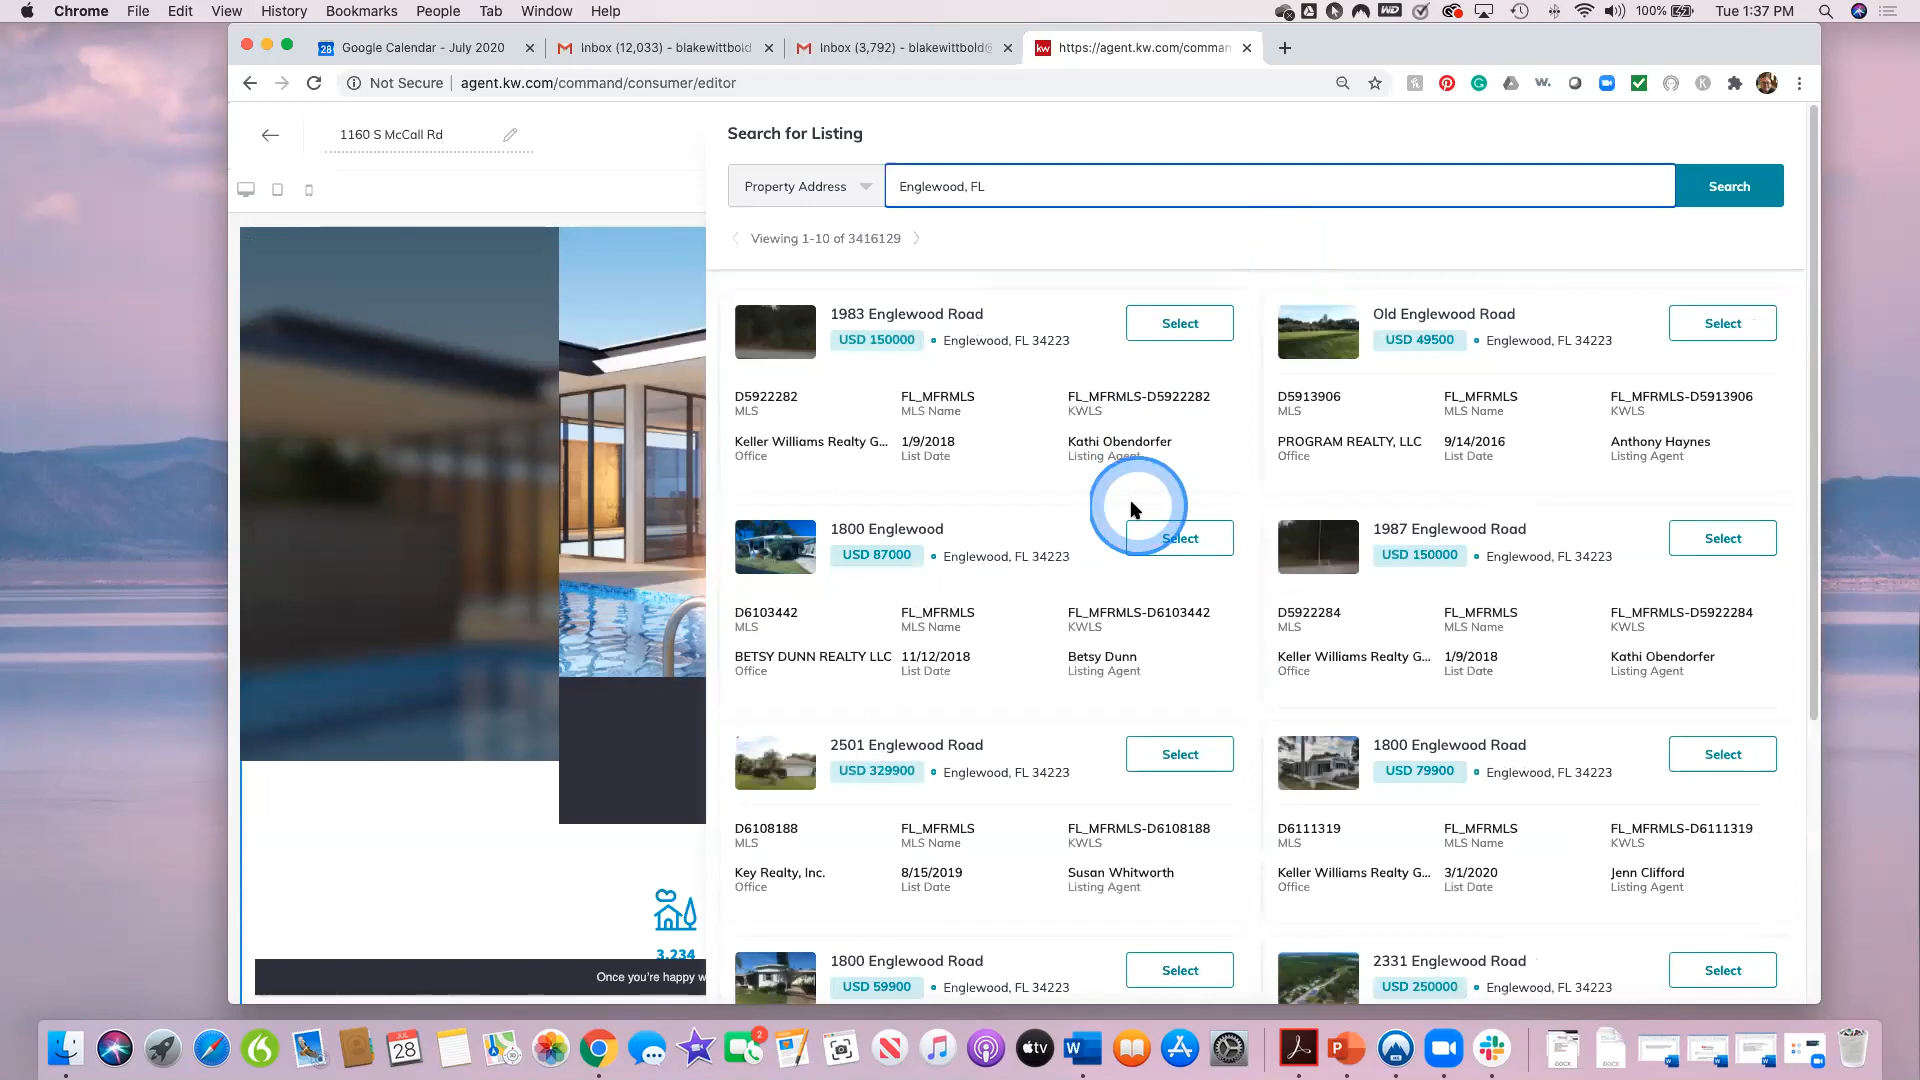 Chrome File Edit View History Bookmarks People Tab Window Help
100% Tue 1:37 PM
28 Google Calendar - July 2020
Inbox (12,033) - blakewittbold
Inbox (3,792) - blakewittbold@
kw https://agent.kw.com/comman
Not Secure agent.kw.com/command/consumer/editor
1160 S McCall Rd
Search for Listing
Property Address Englewood, FL Search
Viewing 1-10 of 3416129
1983 Englewood Road Select
USD 150000 Englewood, FL 34223
D5922282 FL_MFRMLS FL_MFRMLS-D5922282
MLS MLS Name KWLS
Keller Williams Realty G... 1/9/2018 Kathi Obendorfer
Office List Date Listing Agent
Old Englewood Road Select
USD 49500 Englewood, FL 34223
D5913906 FL_MFRMLS FL_MFRMLS-D5913906
MLS MLS Name KWLS
PROGRAM REALTY, LLC 9/14/2016 Anthony Haynes
Office List Date Listing Agent
1800 Englewood Select
USD 87000 Englewood, FL 34223
D6103442 FL_MFRMLS FL_MFRMLS-D6103442
MLS MLS Name KWLS
BETSY DUNN REALTY LLC 11/12/2018 Betsy Dunn
Office List Date Listing Agent
1987 Englewood Road Select
USD 150000 Englewood, FL 34223
D5922284 FL_MFRMLS FL_MFRMLS-D5922284
MLS MLS Name KWLS
Keller Williams Realty G... 1/9/2018 Kathi Obendorfer
Office List Date Listing Agent
2501 Englewood Road Select
USD 329900 Englewood, FL 34223
D6108188 FL_MFRMLS FL_MFRMLS-D6108188
MLS MLS Name KWLS
Key Realty, Inc. 8/15/2019 Susan Whitworth
Office List Date Listing Agent
1800 Englewood Road Select
USD 79900 Englewood, FL 34223
D6111319 FL_MFRMLS FL_MFRMLS-D6111319
MLS MLS Name KWLS
Keller Williams Realty G... 3/1/2020 Jenn Clifford
Office List Date Listing Agent
1800 Englewood Road Select
USD 59900 Englewood, FL 34223
2331 Englewood Road Select
USD 250000 Englewood, FL 34223
3,234
Once you're happy w
JUL
28
2
tv